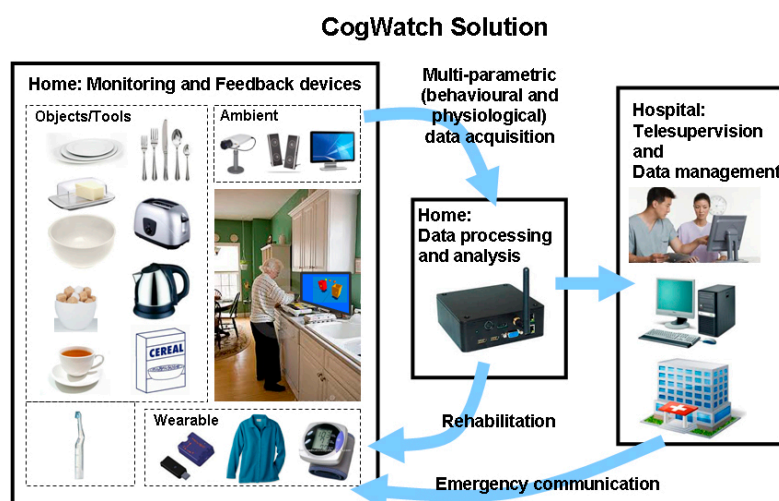 CogWatch Solution
Home: Monitoring and Feedback devices
Objects/Tools
Ambient
CEREAL
Wearable
Multi-parametric
(behavioural and
physiological)
data acquisition
Home:
Data processing
and analysis
Rehabilitation
Emergency communication
Hospital:
Telesupervision
and
Data management